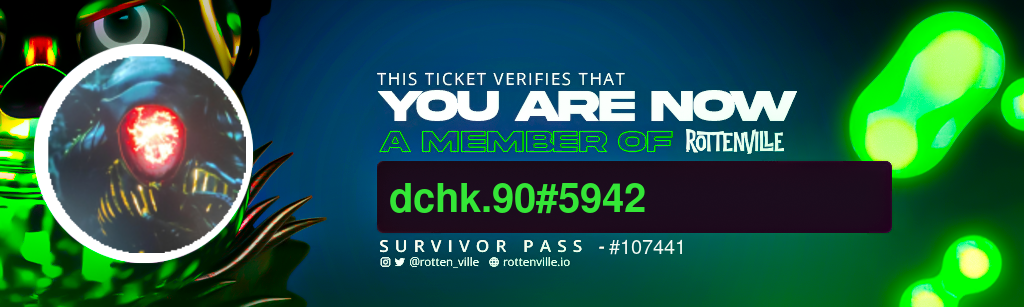 THIS TICKET VERIFIES THAT
YOU ARE NOW
A MEMBER OF ROTTENVILLE
dchk.90#5942
SURVIVOR PASS - #107441
@rotten_ville rottenville.io